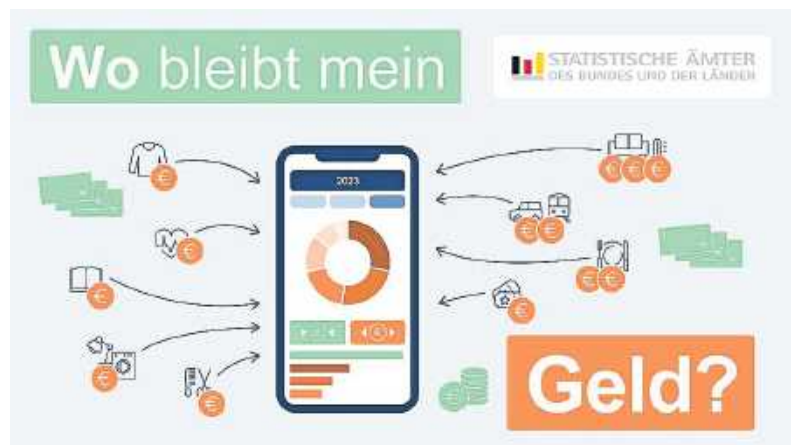 Wo bleibt mein
STATISTISCHE ÄMTER
DES BUNDES UND DER LÄNDER
2023
Geld?